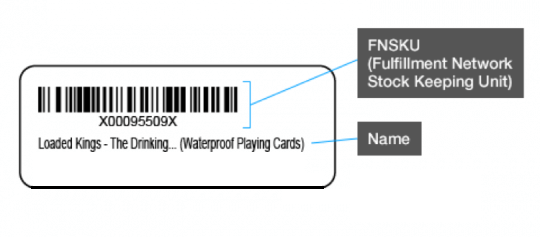 FNSKU
(Fulfillment Network
Stock Keeping Unit)
X00095509X
Loaded Kings - The Drinking... (Waterproof Playing Cards)
Name